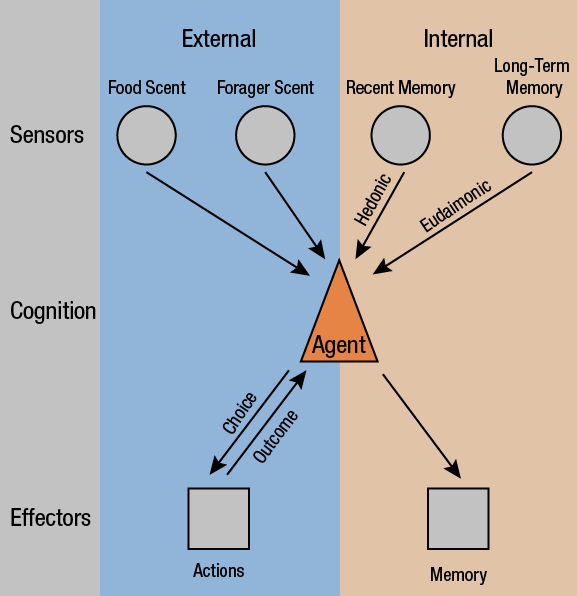 External
Internal
Food Scent
Forager Scent
Recent Memory
Long-Term
Memory
Sensors
Hedonic
Eudaimonic
Cognition
Agent
Choice
Outcome
Effectors
Actions
Memory